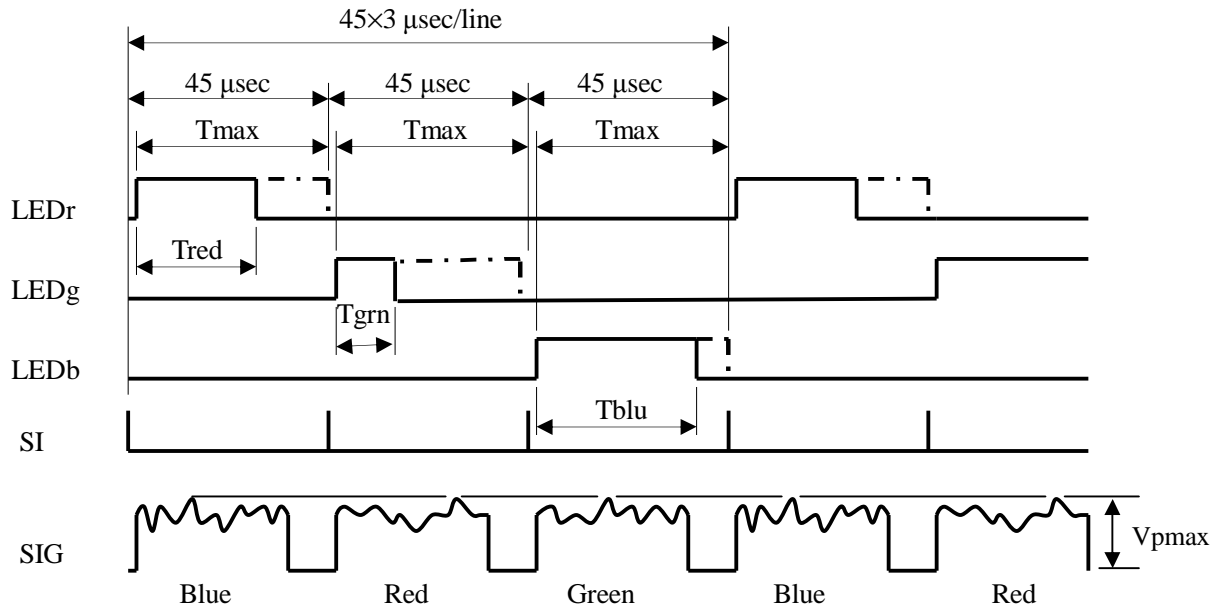 45×3 μsec/line
45 μsec 45 μsec 45 μsec
Tmax Tmax Tmax
LEDr
Tred
LEDg
Tgrn
LEDb
Tblu
SI
SIG
Vpmax
Blue Red Green Blue Red